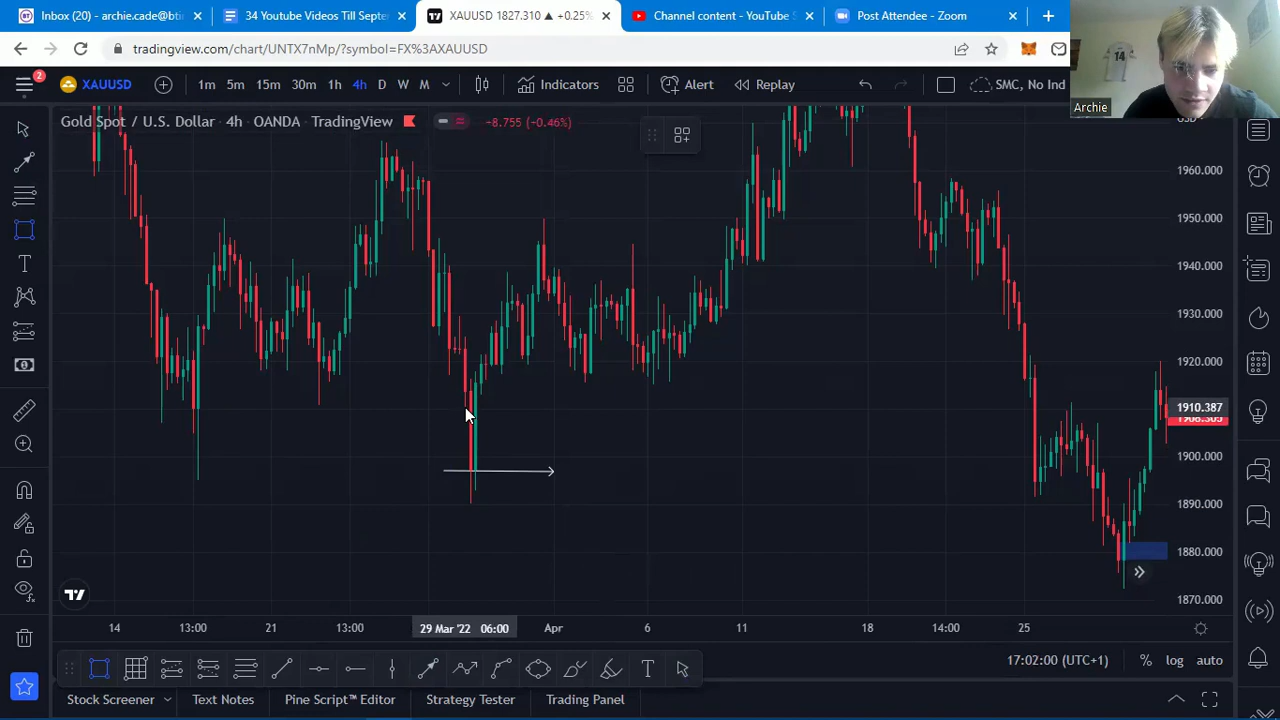 Inbox (20) - archie.cade@bti
34 Youtube Videos Till Septe
XAUUSD 1827.310 ▲ +0.25%
Channel content - YouTube S
Post Attendee - Zoom
tradingview.com/chart/UNTX7nMp/?symbol=FX%3AXAUUSD
2
XAUUSD
1m 5m 15m 30m 1h 4h D W M
Indicators
Alert
Replay
SMC, No Ind
Archie
Gold Spot / U.S. Dollar 4h OANDA TradingView
-8.755 (-0.46%)
1960.000
1950.000
1940.000
1930.000
1920.000
1910.387
1900.000
1890.000
1880.000
1870.000
14 13:00 21 13:00 29 Mar '22 06:00 Apr 6 11 18 14:00 25
17:02:00 (UTC+1) % log auto
Stock Screener Text Notes Pine Script™ Editor Strategy Tester Trading Panel